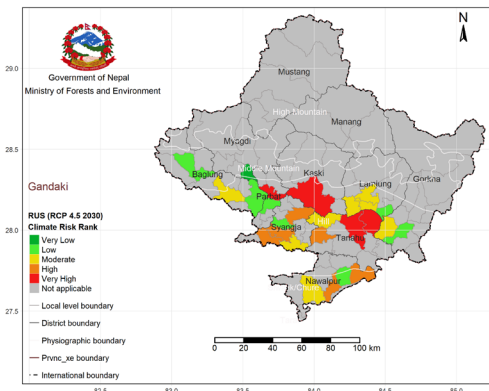 N
Government of Nepal
Ministry of Forests and Environment
Gandaki
RUS (RCP 4.5 2030)
Climate Risk Rank
Very Low
Low
Moderate
High
Very High
Not applicable
Local level boundary
District boundary
Physiographic boundary
Prvnc_xe boundary
International boundary
Mustang
High Mountain
Manang
Myagdi
Middle Mountain
Kaski
Baglung
Lamjung
Gorkha
Parbat
Hill
Syangja
Tanahu
Nawalpur
0 20 40 60 80 100 km
29.0
28.5
28.0
27.5
82.5 83.0 83.5 84.0 84.5 85.0